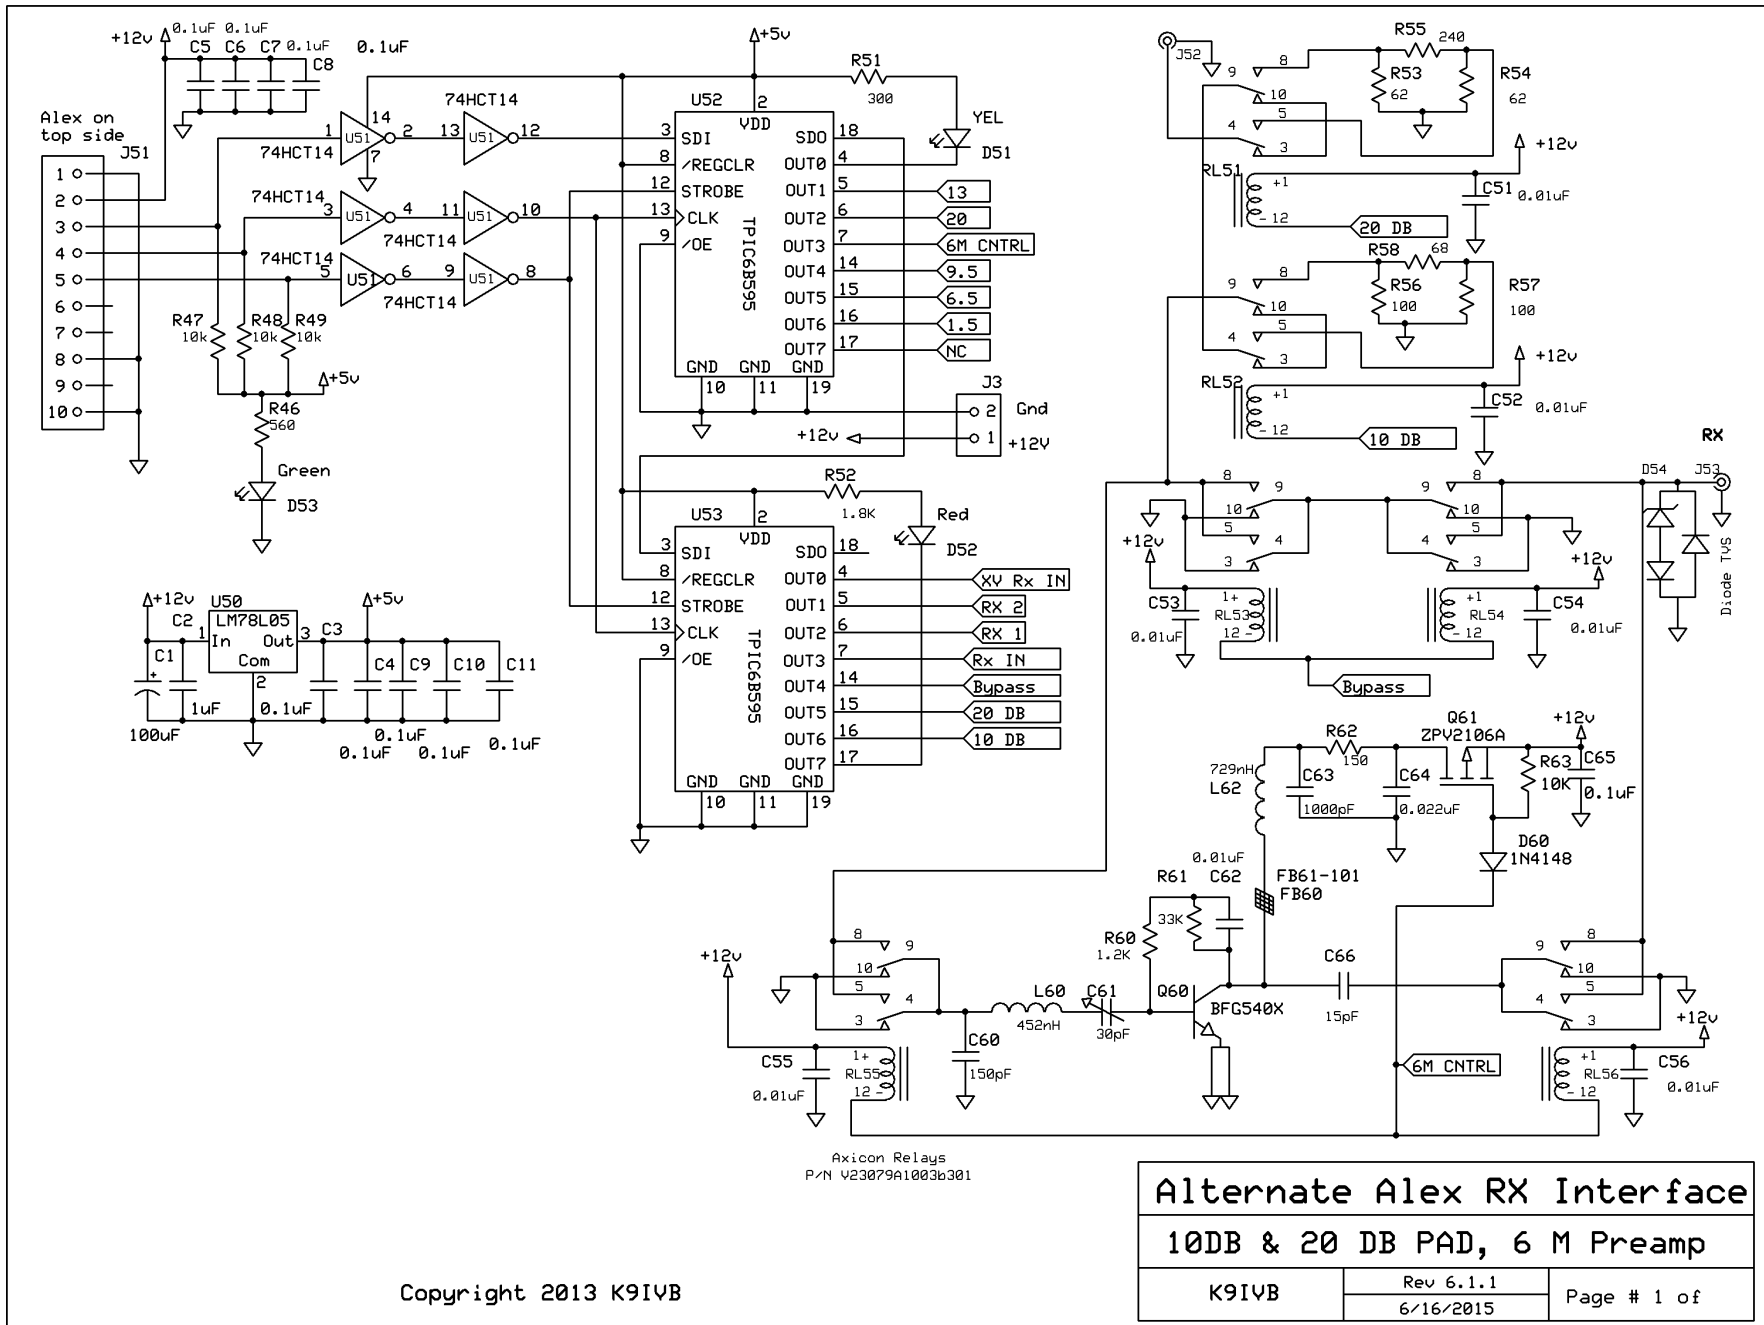 +12v
0.1uF 0.1uF
C5 C6 C7 0.1uF
C8
0.1uF
Alex on
top side
J51
1
2
3
4
5
6
7
8
9
10
1 U51 2
14
7
74HCT14
74HCT14
13 U51 12
74HCT14
3 U51 4
11 U51 10
74HCT14
74HCT14
5 U51 6
9 U51 8
74HCT14
R47
10k
R48
10k
R49
10k
+5v
R46
560
Green
D53
+12v
C2
U50
LM78L05
1 In Out 3
Com
2
C3
+5v
C1
+
C4 C9 C10 C11
100uF
1uF
0.1uF
0.1uF
0.1uF
0.1uF
0.1uF
+5v
R51
300
YEL
D51
U52
2
VDD
TPIC6B595
3 SDI
8 /REGCLR
12 STROBE
13 CLK
9 /OE
SDO 18
OUT0 4
OUT1 5 13
OUT2 6 20
OUT3 7 6M CNTRL
OUT4 14 9.5
OUT5 15 6.5
OUT6 16 1.5
OUT7 17 NC
GND GND GND
10 11 19
J3
2 Gnd
1 +12V
+12v
R52
1.8K
Red
D52
U53
2
VDD
TPIC6B595
3 SDI
8 /REGCLR
12 STROBE
13 CLK
9 /OE
SDO 18
OUT0 4 XV Rx IN
OUT1 5 RX 2
OUT2 6 RX 1
OUT3 7 Rx IN
OUT4 14 Bypass
OUT5 15 20 DB
OUT6 16 10 DB
OUT7 17
GND GND GND
10 11 19
J52
R55
240
R53
62
R54
62
9 8
10
4 5
3
+12v
RL51
+1
- 12
C51
0.01uF
20 DB
R58
68
R56
100
R57
100
9 8
10
4 5
3
+12v
RL52
+1
- 12
C52
0.01uF
10 DB
RX
D54
J53
Diode TVS
8 9
10
5 4
3
9 8
10
5
4
3
+12v
+12v
C53
0.01uF
1+
RL53
12 -
+1
RL54
- 12
C54
0.01uF
Bypass
Q61
ZPV2106A
+12v
R62
150
729nH
L62
C63
1000pF
C64
0.022uF
R63
10K
C65
0.1uF
D60
1N4148
0.01uF
R61 C62
33K
FB61-101
FB60
R60
1.2K
+12v
8 9
10
5 4
3
L60
452nH
C61
30pF
Q60
BFG540X
C66
15pF
C60
150pF
9 8
10
4 5
3
+12v
C55
0.01uF
1+
RL55
12 -
6M CNTRL
+1
RL56
- 12
C56
0.01uF
Axicon Relays
P/N V23079A1003b301
Alternate Alex RX Interface
10DB & 20 DB PAD, 6 M Preamp
K9IVB
Rev 6.1.1
6/16/2015
Page # 1 of
Copyright 2013 K9IVB